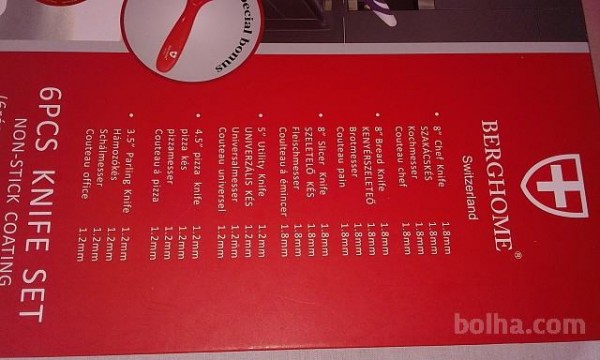 BERGHOME®
Switzerland
• 8" Chef Knife 1.8mm
SZAKÁCSKÉS 1.8mm
Kochmesser 1.8mm
Couteau chef 1.8mm
• 8" Bread Knife 1.8mm
KENYÉRSZELETEŐ 1.8mm
Brotmesser 1.8mm
Couteau pain 1.8mm
• 8" Slicer Knife 1.8mm
SZELETELŐ KÉS 1.8mm
Fleischmesser 1.8mm
Coulteau á émincer 1.8mm
• 5" Utility Knife 1.2mm
UNIVERZÁLIS KÉS 1.2mm
Universalmesser 1.2mm
Couteau universel 1.2mm
• 4.5" pizza knife 1.2mm
pizza kés 1.2mm
pizzamesser 1.2mm
Couteau á pizza 1.2mm
• 3.5" Parling Knife 1.2mm
Hámozókés 1.2mm
Schälmesser 1.2mm
Couteau office 1.2mm
6PCS KNIFE SET
NON-STICK COATING
special bonus
bolha.com